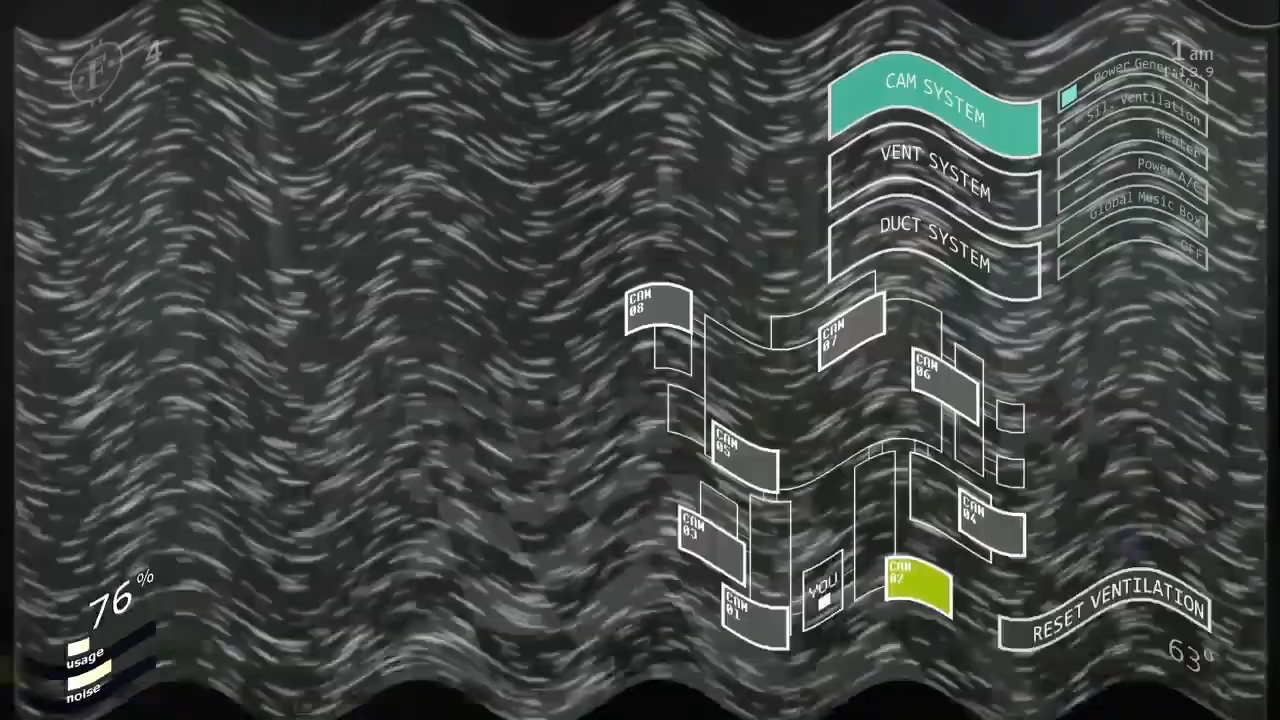 F 4
1 am
CAM SYSTEM
VENT SYSTEM
DUCT SYSTEM
Power Generator
Sil. Ventilation
Heater
Power A/C
Global Music Box
OFF
CAM 08
CAM 07
CAM 06
CAM 05
CAM 04
CAM 03
CAM 02
CAM 01
YOU
76%
usage
noise
RESET VENTILATION
63°